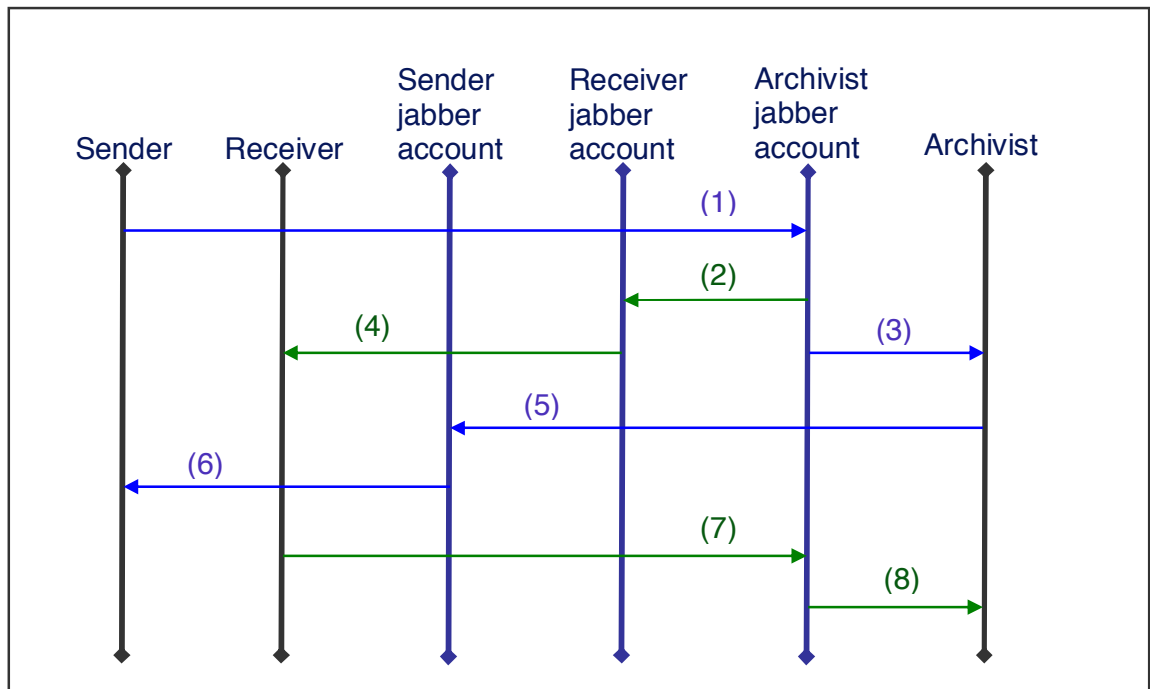 Sender
Receiver
Sender
jabber
account
Receiver
jabber
account
Archivist
jabber
account
Archivist
(1)
(2)
(4)
(3)
(5)
(6)
(7)
(8)